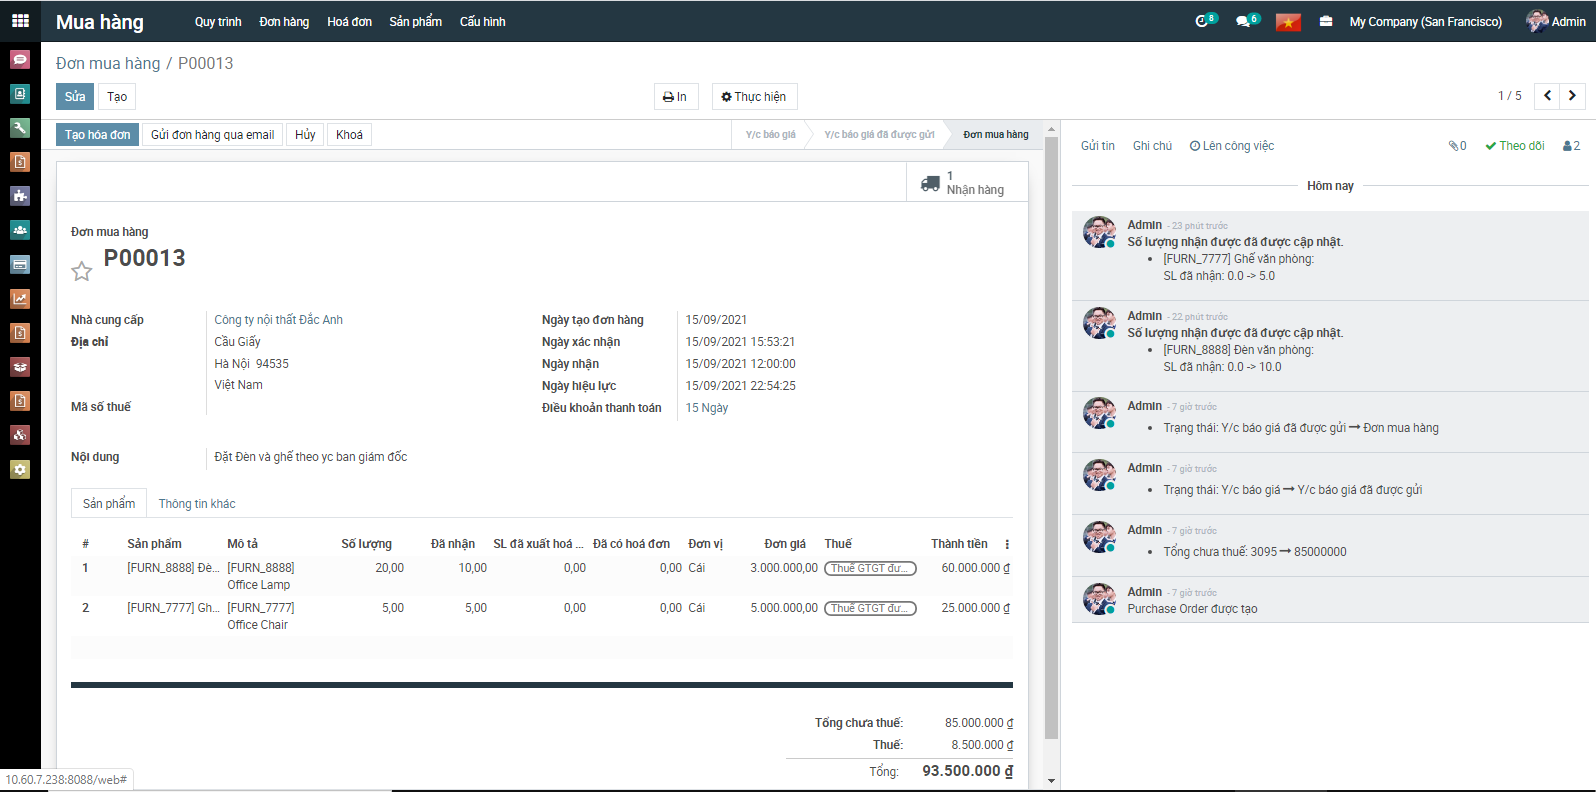 Mua hàng Quy trình Đơn hàng Hoá đơn Sản phẩm Cấu hình 8 6 My Company (San Francisco) Admin
Đơn mua hàng / P00013
Sửa Tạo In Thực hiện 1 / 5
Tạo hóa đơn Gửi đơn hàng qua email Hủy Khoá Y/c báo giá Y/c báo giá đã được gửi Đơn mua hàng
1
Nhận hàng
Đơn mua hàng
P00013
Nhà cung cấp Công ty nội thất Đắc Anh
Địa chỉ Cầu Giấy
Hà Nội 94535
Việt Nam
Mã số thuế
Ngày tạo đơn hàng 15/09/2021
Ngày xác nhận 15/09/2021 15:53:21
Ngày nhận 15/09/2021 12:00:00
Ngày hiệu lực 15/09/2021 22:54:25
Điều khoản thanh toán 15 Ngày
Nội dung Đặt Đèn và ghế theo yc ban giám đốc
Sản phẩm Thông tin khác
# Sản phẩm Mô tả Số lượng Đã nhận SL đã xuất hoá ... Đã có hoá đơn Đơn vị Đơn giá Thuế Thành tiền
1 [FURN_8888] Đè... [FURN_8888] 20,00 10,00 0,00 0,00 Cái 3.000.000,00 Thuế GTGT đư... 60.000.000 ₫
Office Lamp
2 [FURN_7777] Gh... [FURN_7777] 5,00 5,00 0,00 0,00 Cái 5.000.000,00 Thuế GTGT đư... 25.000.000 ₫
Office Chair
Tổng chưa thuế: 85.000.000 ₫
Thuế: 8.500.000 ₫
Tổng: 93.500.000 ₫
10.60.7.238:8088/web#
Gửi tin Ghi chú Lên công việc 0 Theo dõi 2
Hôm nay
Admin - 23 phút trước
Số lượng nhận được đã được cập nhật.
• [FURN_7777] Ghế văn phòng:
SL đã nhận: 0.0 -> 5.0
Admin - 22 phút trước
Số lượng nhận được đã được cập nhật.
• [FURN_8888] Đèn văn phòng:
SL đã nhận: 0.0 -> 10.0
Admin - 7 giờ trước
• Trạng thái: Y/c báo giá đã được gửi → Đơn mua hàng
Admin - 7 giờ trước
• Trạng thái: Y/c báo giá → Y/c báo giá đã được gửi
Admin - 7 giờ trước
• Tổng chưa thuế: 3095 → 85000000
Admin - 7 giờ trước
Purchase Order được tạo